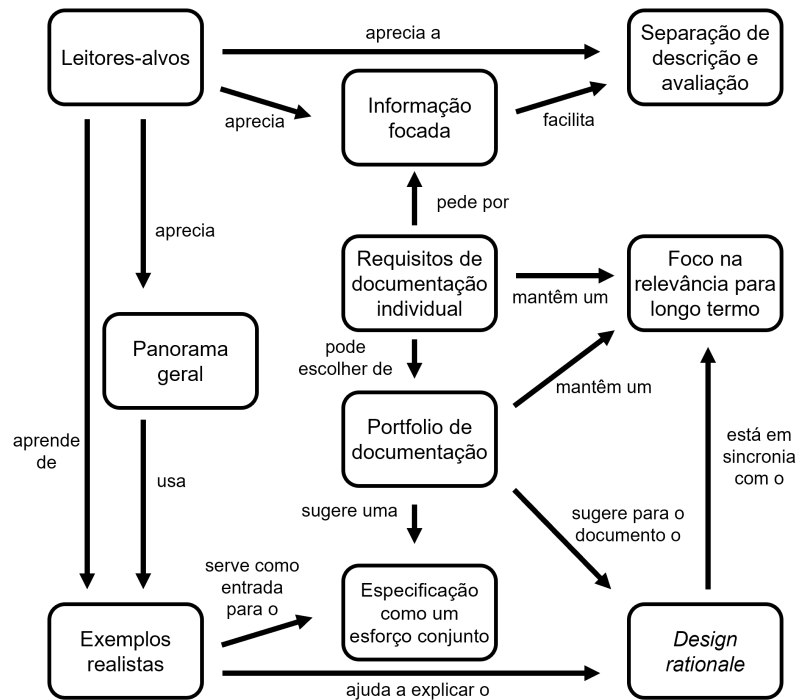 Leitores-alvos
aprecia a
Separação de
descrição e
avaliação
aprecia
Informação
focada
facilita
pede por
aprecia
Requisitos de
documentação
individual
mantêm um
Foco na
relevância para
longo termo
Panorama
geral
pode
escolher de
mantêm um
Portfolio de
documentação
aprende
de
usa
está em
sincronia
com o
sugere uma
sugere para o
documento o
serve como
entrada
para o
Especificação
como um
esforço conjunto
Exemplos
realistas
Design
rationale
ajuda a explicar o